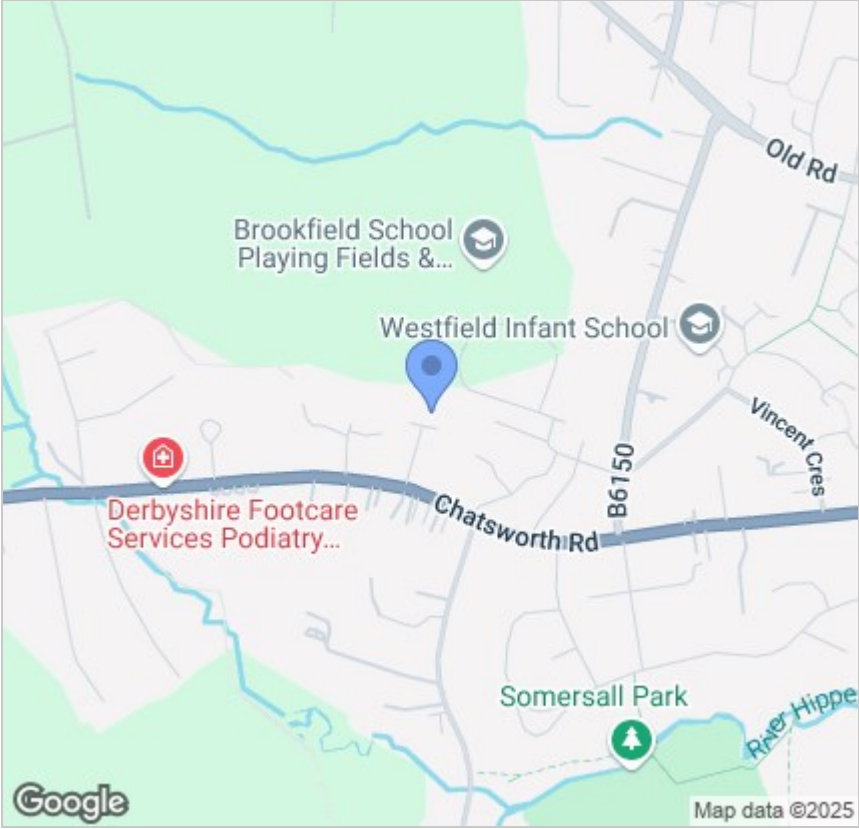 Old Rd
Brookfield School
Playing Fields &...
Westfield Infant School
Vincent Cres
B6150
Derbyshire Footcare
Services Podiatry...
Chatsworth Rd
Somersall Park
River Hippe
Google
Map data ©2025